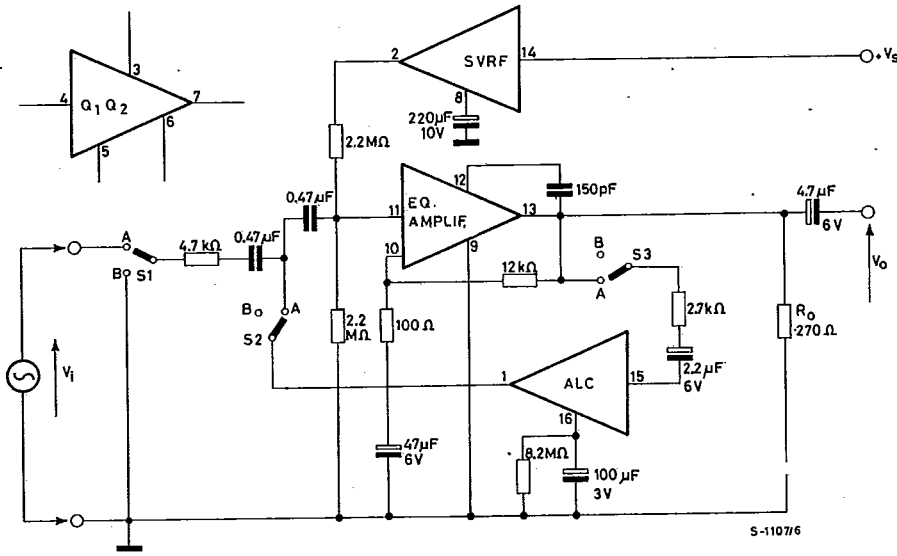 3
4
Q1 Q2
7
6
5
2
SVRF
14
+Vs
8
220µF
10V
2.2MΩ
12
150pF
4.7µF
6V
0.47µF
11
EQ.
AMPLIF.
13
10
9
A
4.7kΩ
0.47µF
B
S1
B
A
S2
2.2
MΩ
100Ω
12kΩ
B
S3
A
Vo
Ro
270Ω
2.7kΩ
Vi
1
ALC
15
2.2µF
6V
16
47µF
6V
8.2MΩ
100µF
3V
S-1107/6